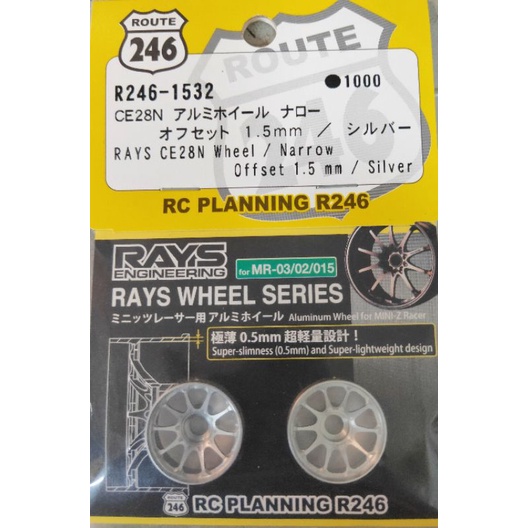 ROUTE
246
ROUTE
246
R246-1532
●1000
CE28N アルミホイール ナロー
オフセット 1.5mm / シルバー
RAYS CE28N Wheel / Narrow
Offset 1.5 mm / Silver
RC PLANNING R246
RAYS
ENGINEERING
for MR-03/02/015
RAYS WHEEL SERIES
ミニッツレーサー用 アルミホイール Aluminum Wheel for MINI-Z Racer
極薄 0.5mm 超軽量設計！
Super-slimness (0.5mm) and Super-lightweight design
ROUTE
246
RC PLANNING R246